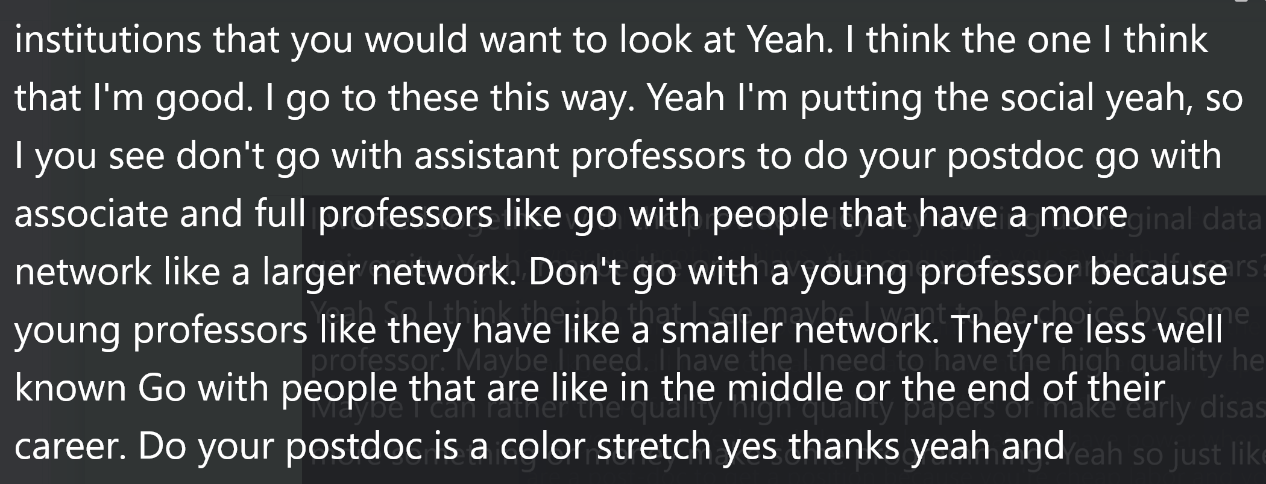 institutions that you would want to look at Yeah. I think the one I think
that I'm good. I go to these this way. Yeah I'm putting the social yeah, so
I you see don't go with assistant professors to do your postdoc go with
associate and full professors like go with people that have a more
network like a larger network. Don't go with a young professor because
young professors like they have like a smaller network. They're less well
known Go with people that are like in the middle or the end of their
career. Do your postdoc is a color stretch yes thanks yeah and